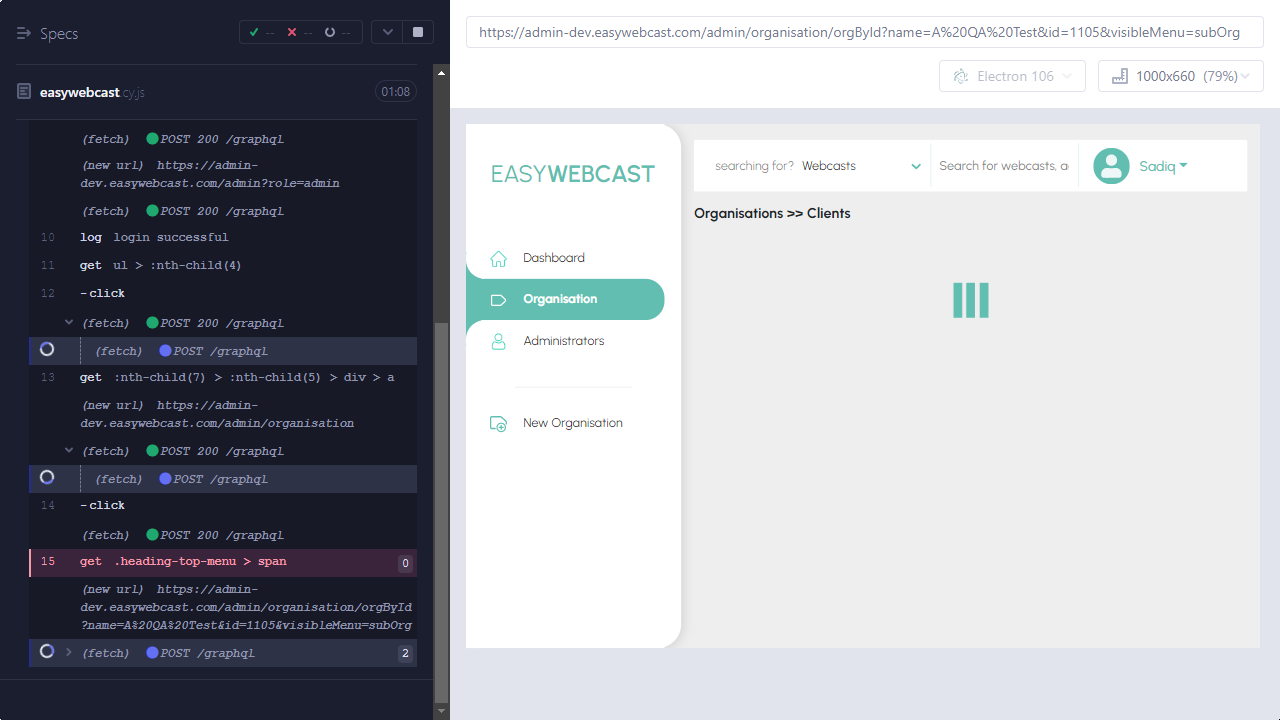 Specs
-- -- --
easywebcast.cy.js 01:08
(fetch) POST 200 /graphql
(new url) https://admin-
dev.easywebcast.com/admin?role=admin
(fetch) POST 200 /graphql
10 log login successful
11 get ul > :nth-child(4)
12 -click
(fetch) POST 200 /graphql
(fetch) POST /graphql
13 get :nth-child(7) > :nth-child(5) > div > a
(new url) https://admin-
dev.easywebcast.com/admin/organisation
(fetch) POST 200 /graphql
(fetch) POST /graphql
14 -click
(fetch) POST 200 /graphql
15 get .heading-top-menu > span 0
(new url) https://admin-
dev.easywebcast.com/admin/organisation/orgById
?name=A%20QA%20Test&id=1105&visibleMenu=subOrg
(fetch) POST /graphql 2
https://admin-dev.easywebcast.com/admin/organisation/orgById?name=A%20QA%20Test&id=1105&visibleMenu=subOrg
Electron 106
1000x660 (79%)
EASYWEBCAST
Dashboard
Organisation
Administrators
New Organisation
searching for? Webcasts
Search for webcasts, a
Sadiq
Organisations >> Clients